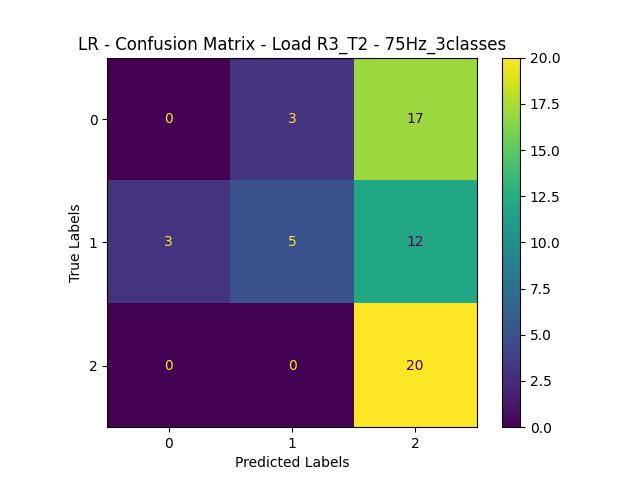 LR - Confusion Matrix - Load R3_T2 - 75Hz_3classes
True Labels
0 0 3 17
1 3 5 12
2 0 0 20
0 1 2
Predicted Labels
20.0
17.5
15.0
12.5
10.0
7.5
5.0
2.5
0.0